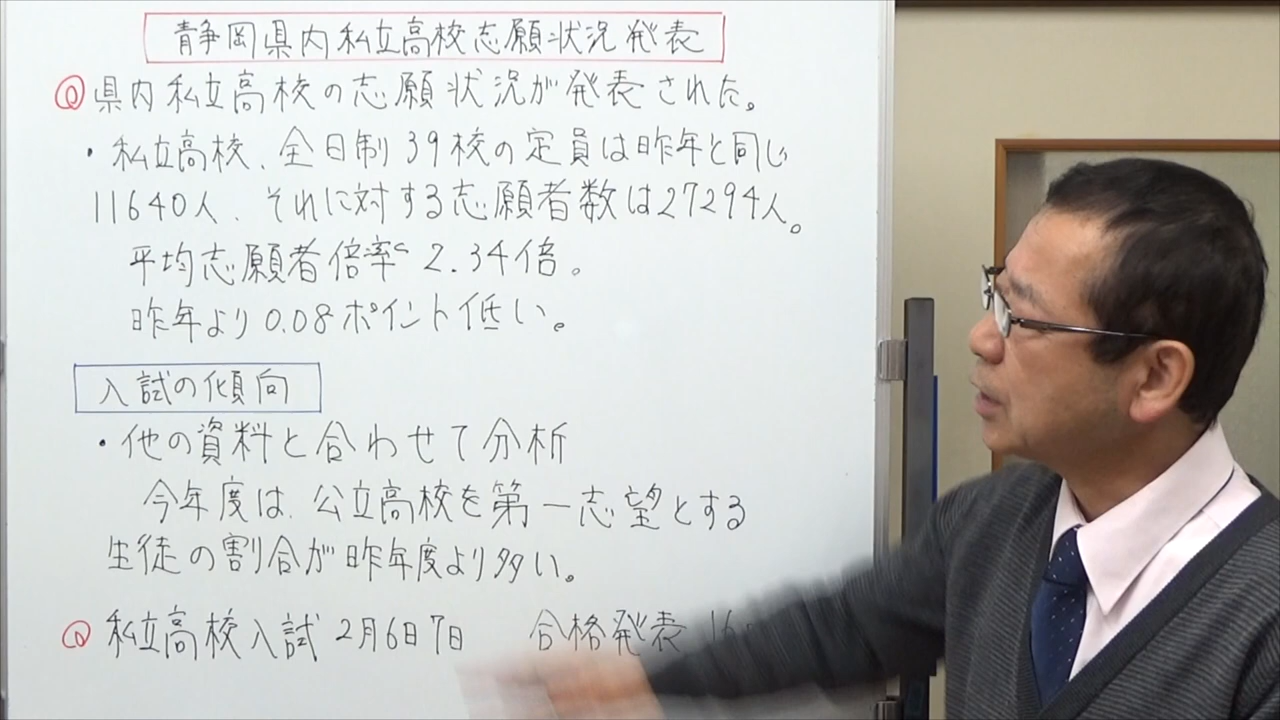 静岡県内私立高校志願状況発表
Q 県内私立高校の志願状況が発表された。
・私立高校、全日制39校の定員は昨年と同じ
11640人、それに対する志願者数は27294人。
平均志願者倍率 2.34倍。
昨年より0.08ポイント低い。
入試の傾向
・他の資料と合わせて分析
今年度は、公立高校を第一志望とする
生徒の割合が昨年度より多い。
Q 私立高校入試 2月6日7日 合格発表 16